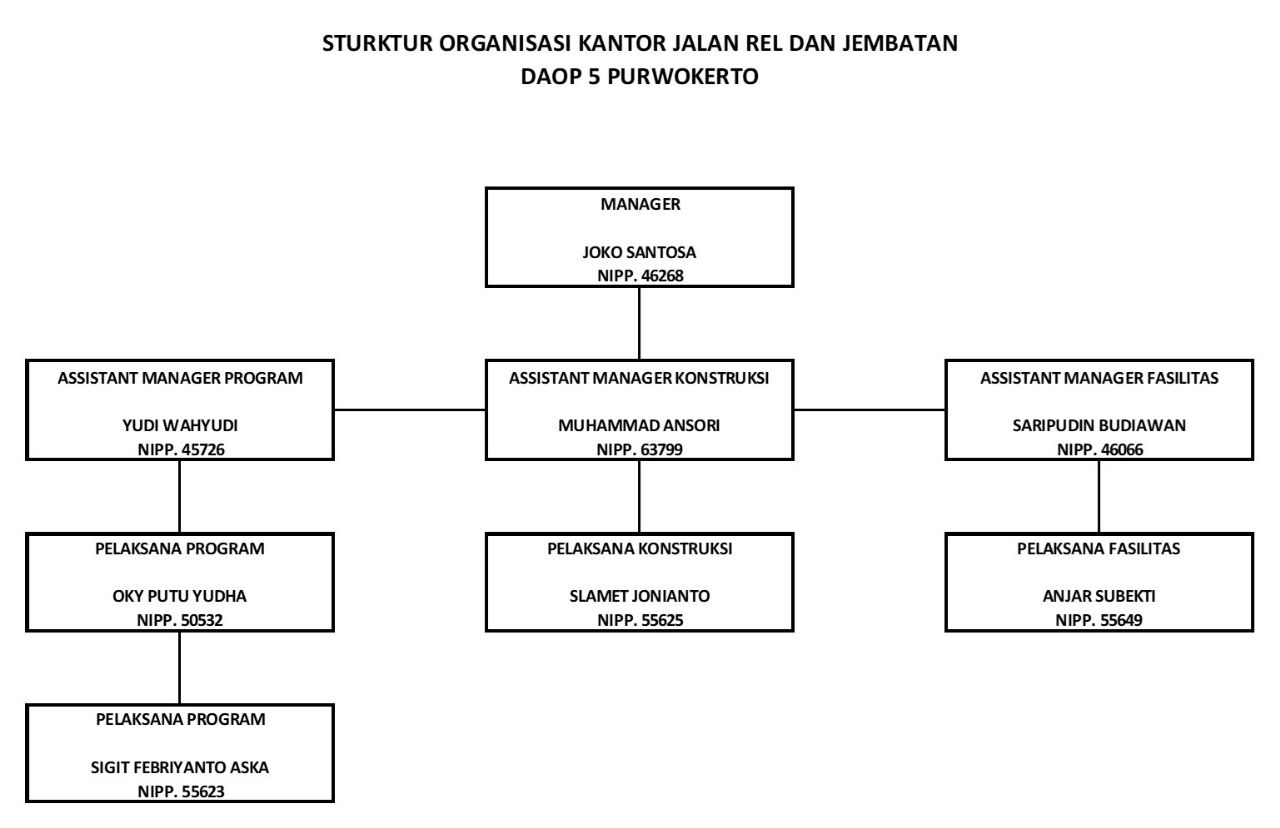 STURKTUR ORGANISASI KANTOR JALAN REL DAN JEMBATAN
DAOP 5 PURWOKERTO
MANAGER
JOKO SANTOSA
NIPP. 46268
ASSISTANT MANAGER PROGRAM
YUDI WAHYUDI
NIPP. 45726
ASSISTANT MANAGER KONSTRUKSI
MUHAMMAD ANSORI
NIPP. 63799
ASSISTANT MANAGER FASILITAS
SARIPUDIN BUDIAWAN
NIPP. 46066
PELAKSANA PROGRAM
OKY PUTU YUDHA
NIPP. 50532
PELAKSANA KONSTRUKSI
SLAMET JONIANTO
NIPP. 55625
PELAKSANA FASILITAS
ANJAR SUBEKTI
NIPP. 55649
PELAKSANA PROGRAM
SIGIT FEBRIYANTO ASKA
NIPP. 55623